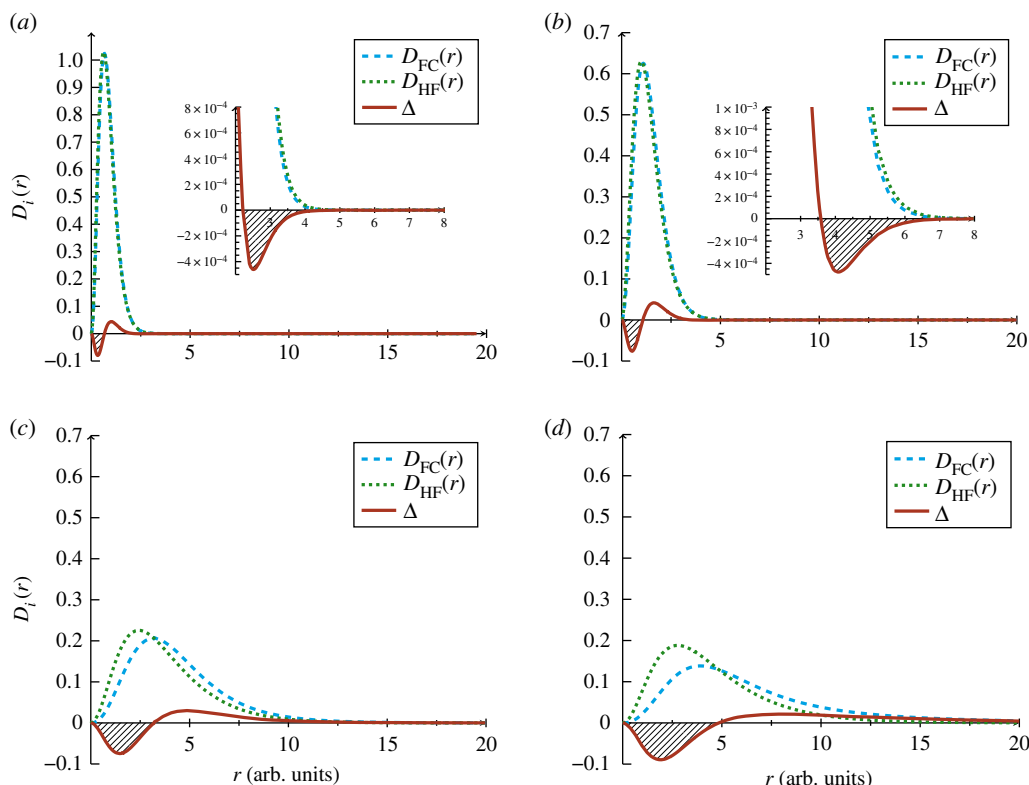 (a)
D_FC(r)
D_HF(r)
Δ
D_i(r)
1.0
0.9
0.8
0.7
0.6
0.5
0.4
0.3
0.2
0.1
0
−0.1
5
10
15
20
8 × 10⁻⁴
6 × 10⁻⁴
4 × 10⁻⁴
2 × 10⁻⁴
0
−2 × 10⁻⁴
−4 × 10⁻⁴
3
4
5
6
7
8
(b)
D_FC(r)
D_HF(r)
Δ
0.7
0.6
0.5
0.4
0.3
0.2
0.1
0
−0.1
5
10
15
20
1 × 10⁻³
8 × 10⁻⁴
6 × 10⁻⁴
4 × 10⁻⁴
2 × 10⁻⁴
0
−2 × 10⁻⁴
−4 × 10⁻⁴
3
4
5
6
7
8
(c)
D_FC(r)
D_HF(r)
Δ
D_i(r)
0.7
0.6
0.5
0.4
0.3
0.2
0.1
0
−0.1
5
10
15
20
r (arb. units)
(d)
D_FC(r)
D_HF(r)
Δ
0.7
0.6
0.5
0.4
0.3
0.2
0.1
0
−0.1
5
10
15
20
r (arb. units)